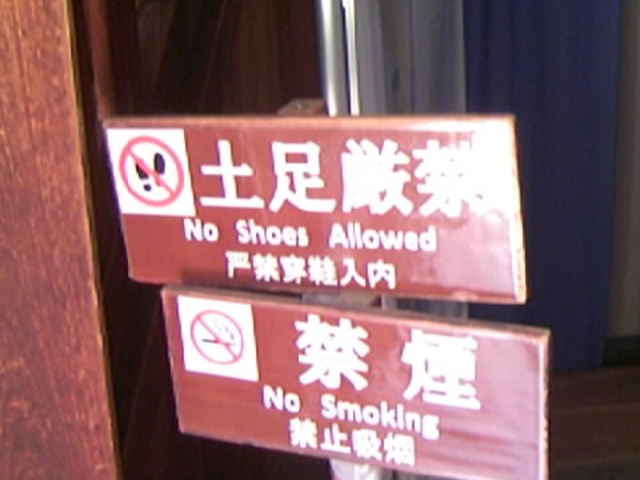 土足厳禁
No Shoes Allowed
严禁穿鞋入内
禁煙
No Smoking
禁止吸烟